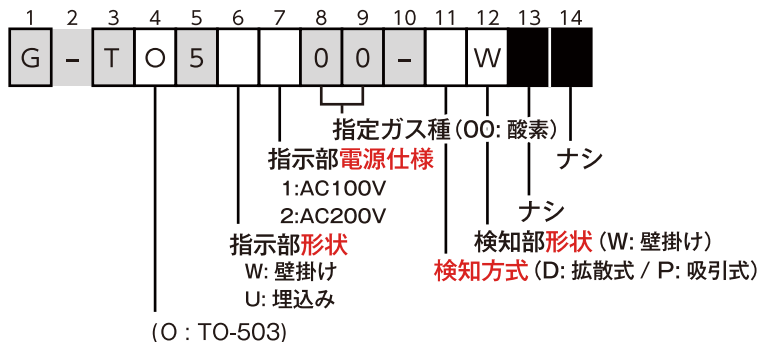 1 2 3 4 5 6 7 8 9 10 11 12 13 14
G - T O 5 0 0 - W
指定ガス種(00: 酸素)
指示部電源仕様
ナシ
1:AC100V
2:AC200V
ナシ
指示部形状
検知部形状(W: 壁掛け)
W: 壁掛け
検知方式(D: 拡散式 / P: 吸引式)
U: 埋込み
(O : TO-503)